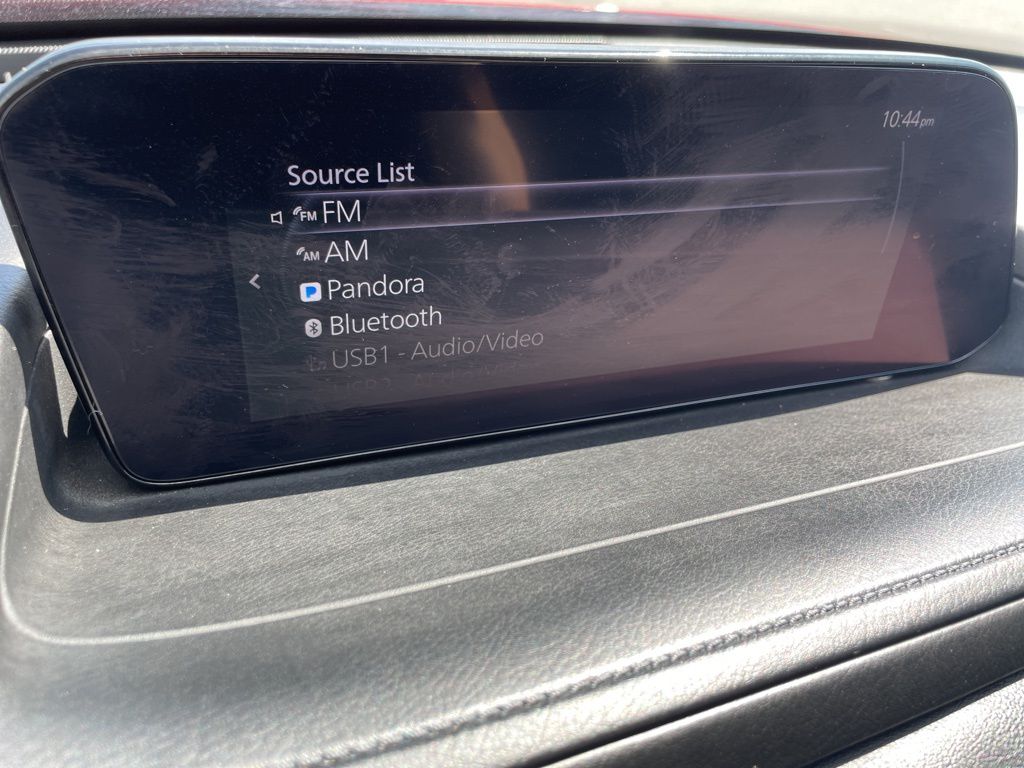 10:44pm
Source List
FM FM
AM AM
Pandora
Bluetooth
USB1 - Audio/Video